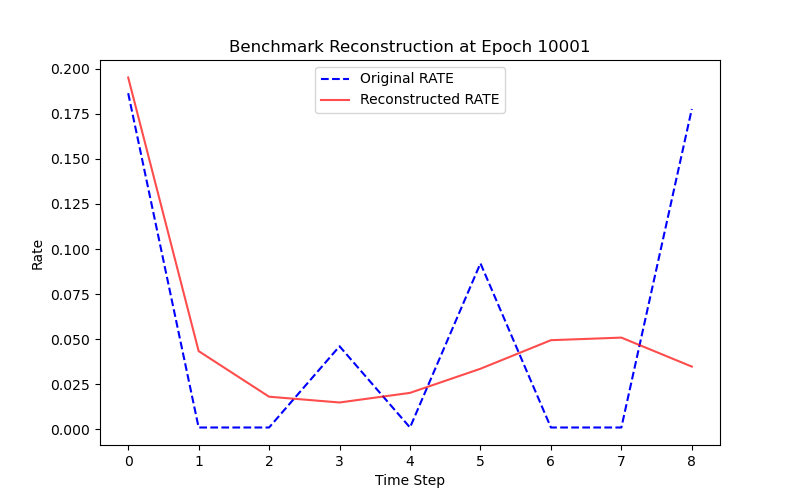 Benchmark Reconstruction at Epoch 10001
Original RATE
Reconstructed RATE
0.200
0.175
0.150
0.125
0.100
0.075
0.050
0.025
0.000
Rate
0 1 2 3 4 5 6 7 8
Time Step